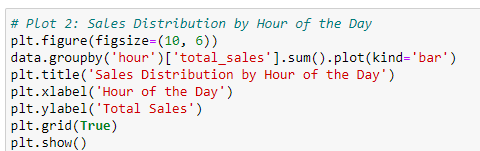 # Plot 2: Sales Distribution by Hour of the Day
plt.figure(figsize=(10, 6))
data.groupby('hour')['total_sales'].sum().plot(kind='bar')
plt.title('Sales Distribution by Hour of the Day')
plt.xlabel('Hour of the Day')
plt.ylabel('Total Sales')
plt.grid(True)
plt.show()